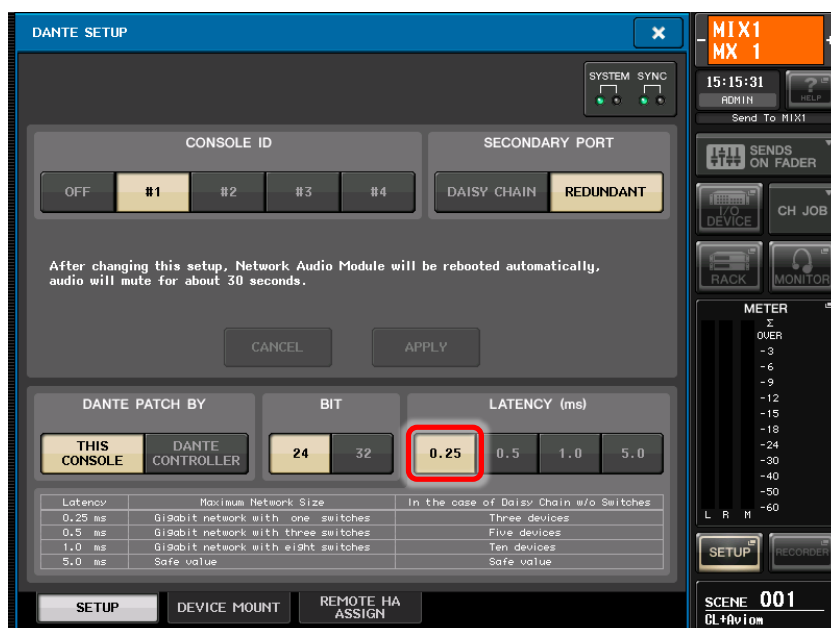 DANTE SETUP
SYSTEM SYNC
CONSOLE ID
SECONDARY PORT
OFF #1 #2 #3 #4
DAISY CHAIN REDUNDANT
After changing this setup, Network Audio Module will be rebooted automatically,
audio will mute for about 30 seconds.
CANCEL APPLY
DANTE PATCH BY
BIT
LATENCY (ms)
THIS
CONSOLE
DANTE
CONTROLLER
24 32
0.25 0.5 1.0 5.0
Latency Maximum Network Size In the case of Daisy Chain w/o Switches
0.25 ms Gigabit network with one switches Three devices
0.5 ms Gigabit network with three switches Five devices
1.0 ms Gigabit network with eight switches Ten devices
5.0 ms Safe value Safe value
SETUP
DEVICE MOUNT
REMOTE HA
ASSIGN
- MIX1 +
MX 1
15:15:31
ADMIN
?
HELP
Send To MIX1
SENDS
ON FADER
I/O
DEVICE
CH JOB
RACK
MONITOR
METER
Σ
OVER
-3
-6
-9
-12
-15
-18
-24
-30
-40
-50
-60
L R M
SETUP
RECORDER
SCENE 001
CL+Aviom